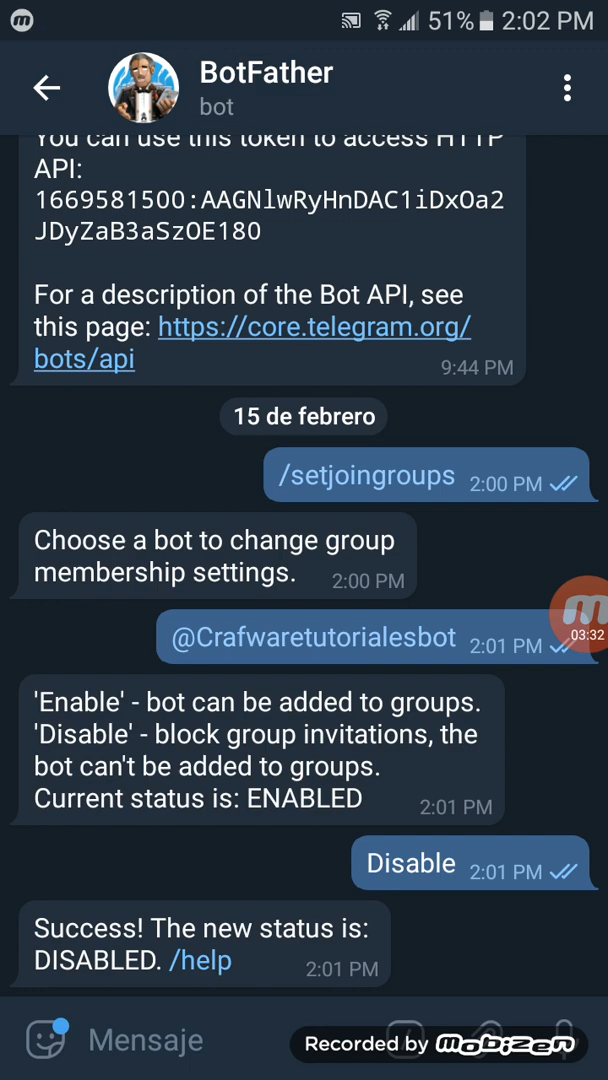 51% 2:02 PM
BotFather
bot
You can use this token to access HTTP
API:
1669581500:AAGNlwRyHnDAC1iDxOa2
JDyZaB3aSzOE180
For a description of the Bot API, see
this page: https://core.telegram.org/
bots/api
9:44 PM
15 de febrero
/setjoingroups 2:00 PM
Choose a bot to change group
membership settings. 2:00 PM
@Crafwaretutorialesbot 2:01 PM
03:32
'Enable' - bot can be added to groups.
'Disable' - block group invitations, the
bot can't be added to groups.
Current status is: ENABLED 2:01 PM
Disable 2:01 PM
Success! The new status is:
DISABLED. /help 2:01 PM
Mensaje
Recorded by mobizen